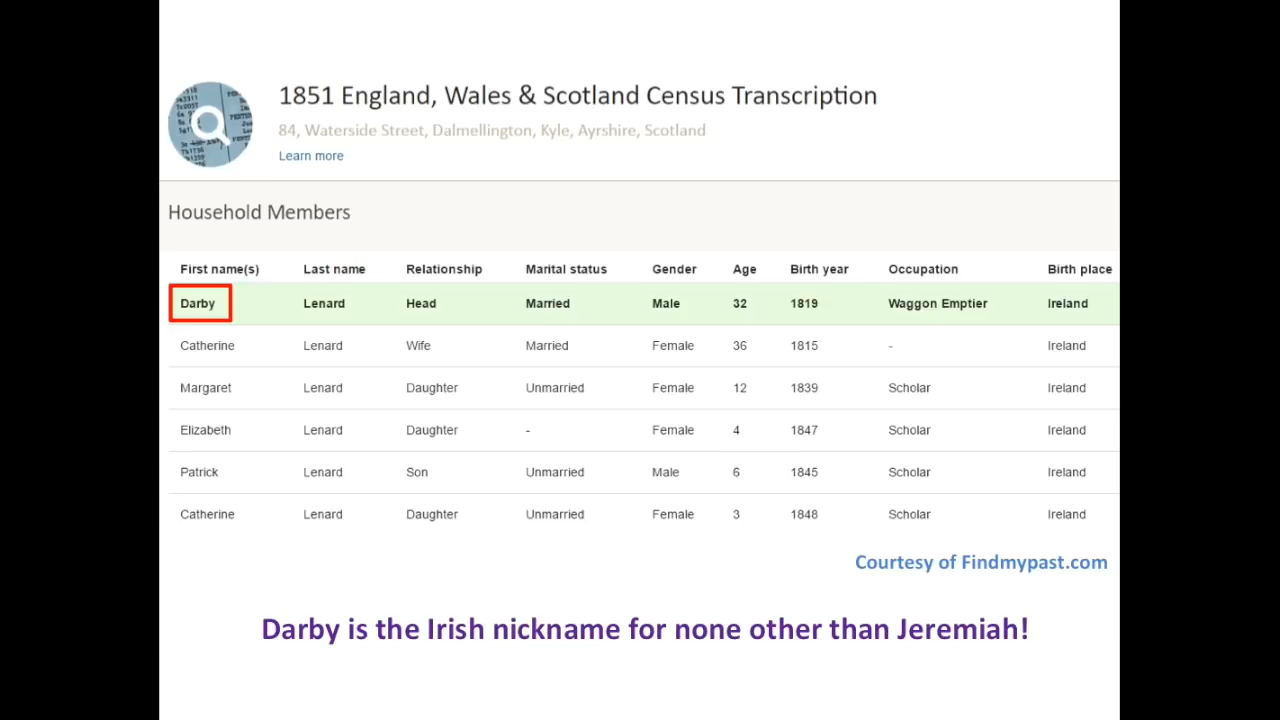 1851 England, Wales & Scotland Census Transcription
84, Waterside Street, Dalmellington, Kyle, Ayrshire, Scotland
Learn more
Household Members
First name(s) Last name Relationship Marital status Gender Age Birth year Occupation Birth place
Darby Lenard Head Married Male 32 1819 Waggon Emptier Ireland
Catherine Lenard Wife Married Female 36 1815 - Ireland
Margaret Lenard Daughter Unmarried Female 12 1839 Scholar Ireland
Elizabeth Lenard Daughter - Female 4 1847 Scholar Ireland
Patrick Lenard Son Unmarried Male 6 1845 Scholar Ireland
Catherine Lenard Daughter Unmarried Female 3 1848 Scholar Ireland
Courtesy of Findmypast.com
Darby is the Irish nickname for none other than Jeremiah!